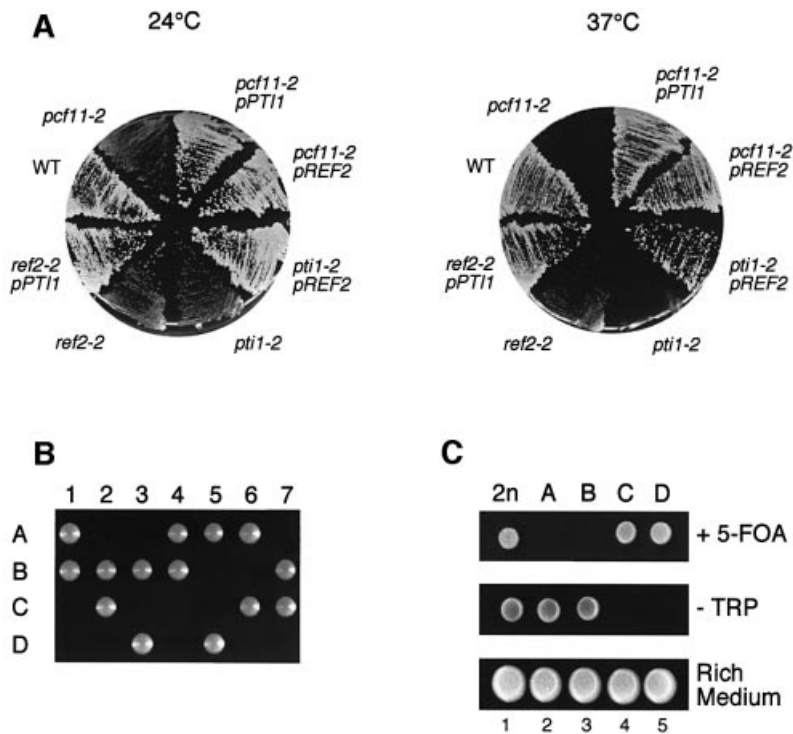 A
24°C
37°C
pcf11-2
pcf11-2
pPTI1
pcf11-2
pREF2
pti1-2
pREF2
pti1-2
ref2-2
ref2-2
pPTI1
WT
pcf11-2
pcf11-2
pPTI1
pcf11-2
pREF2
pti1-2
pREF2
pti1-2
ref2-2
ref2-2
pPTI1
WT
B
1 2 3 4 5 6 7
A
B
C
D
C
2n A B C D
+ 5-FOA
- TRP
Rich
Medium
1 2 3 4 5